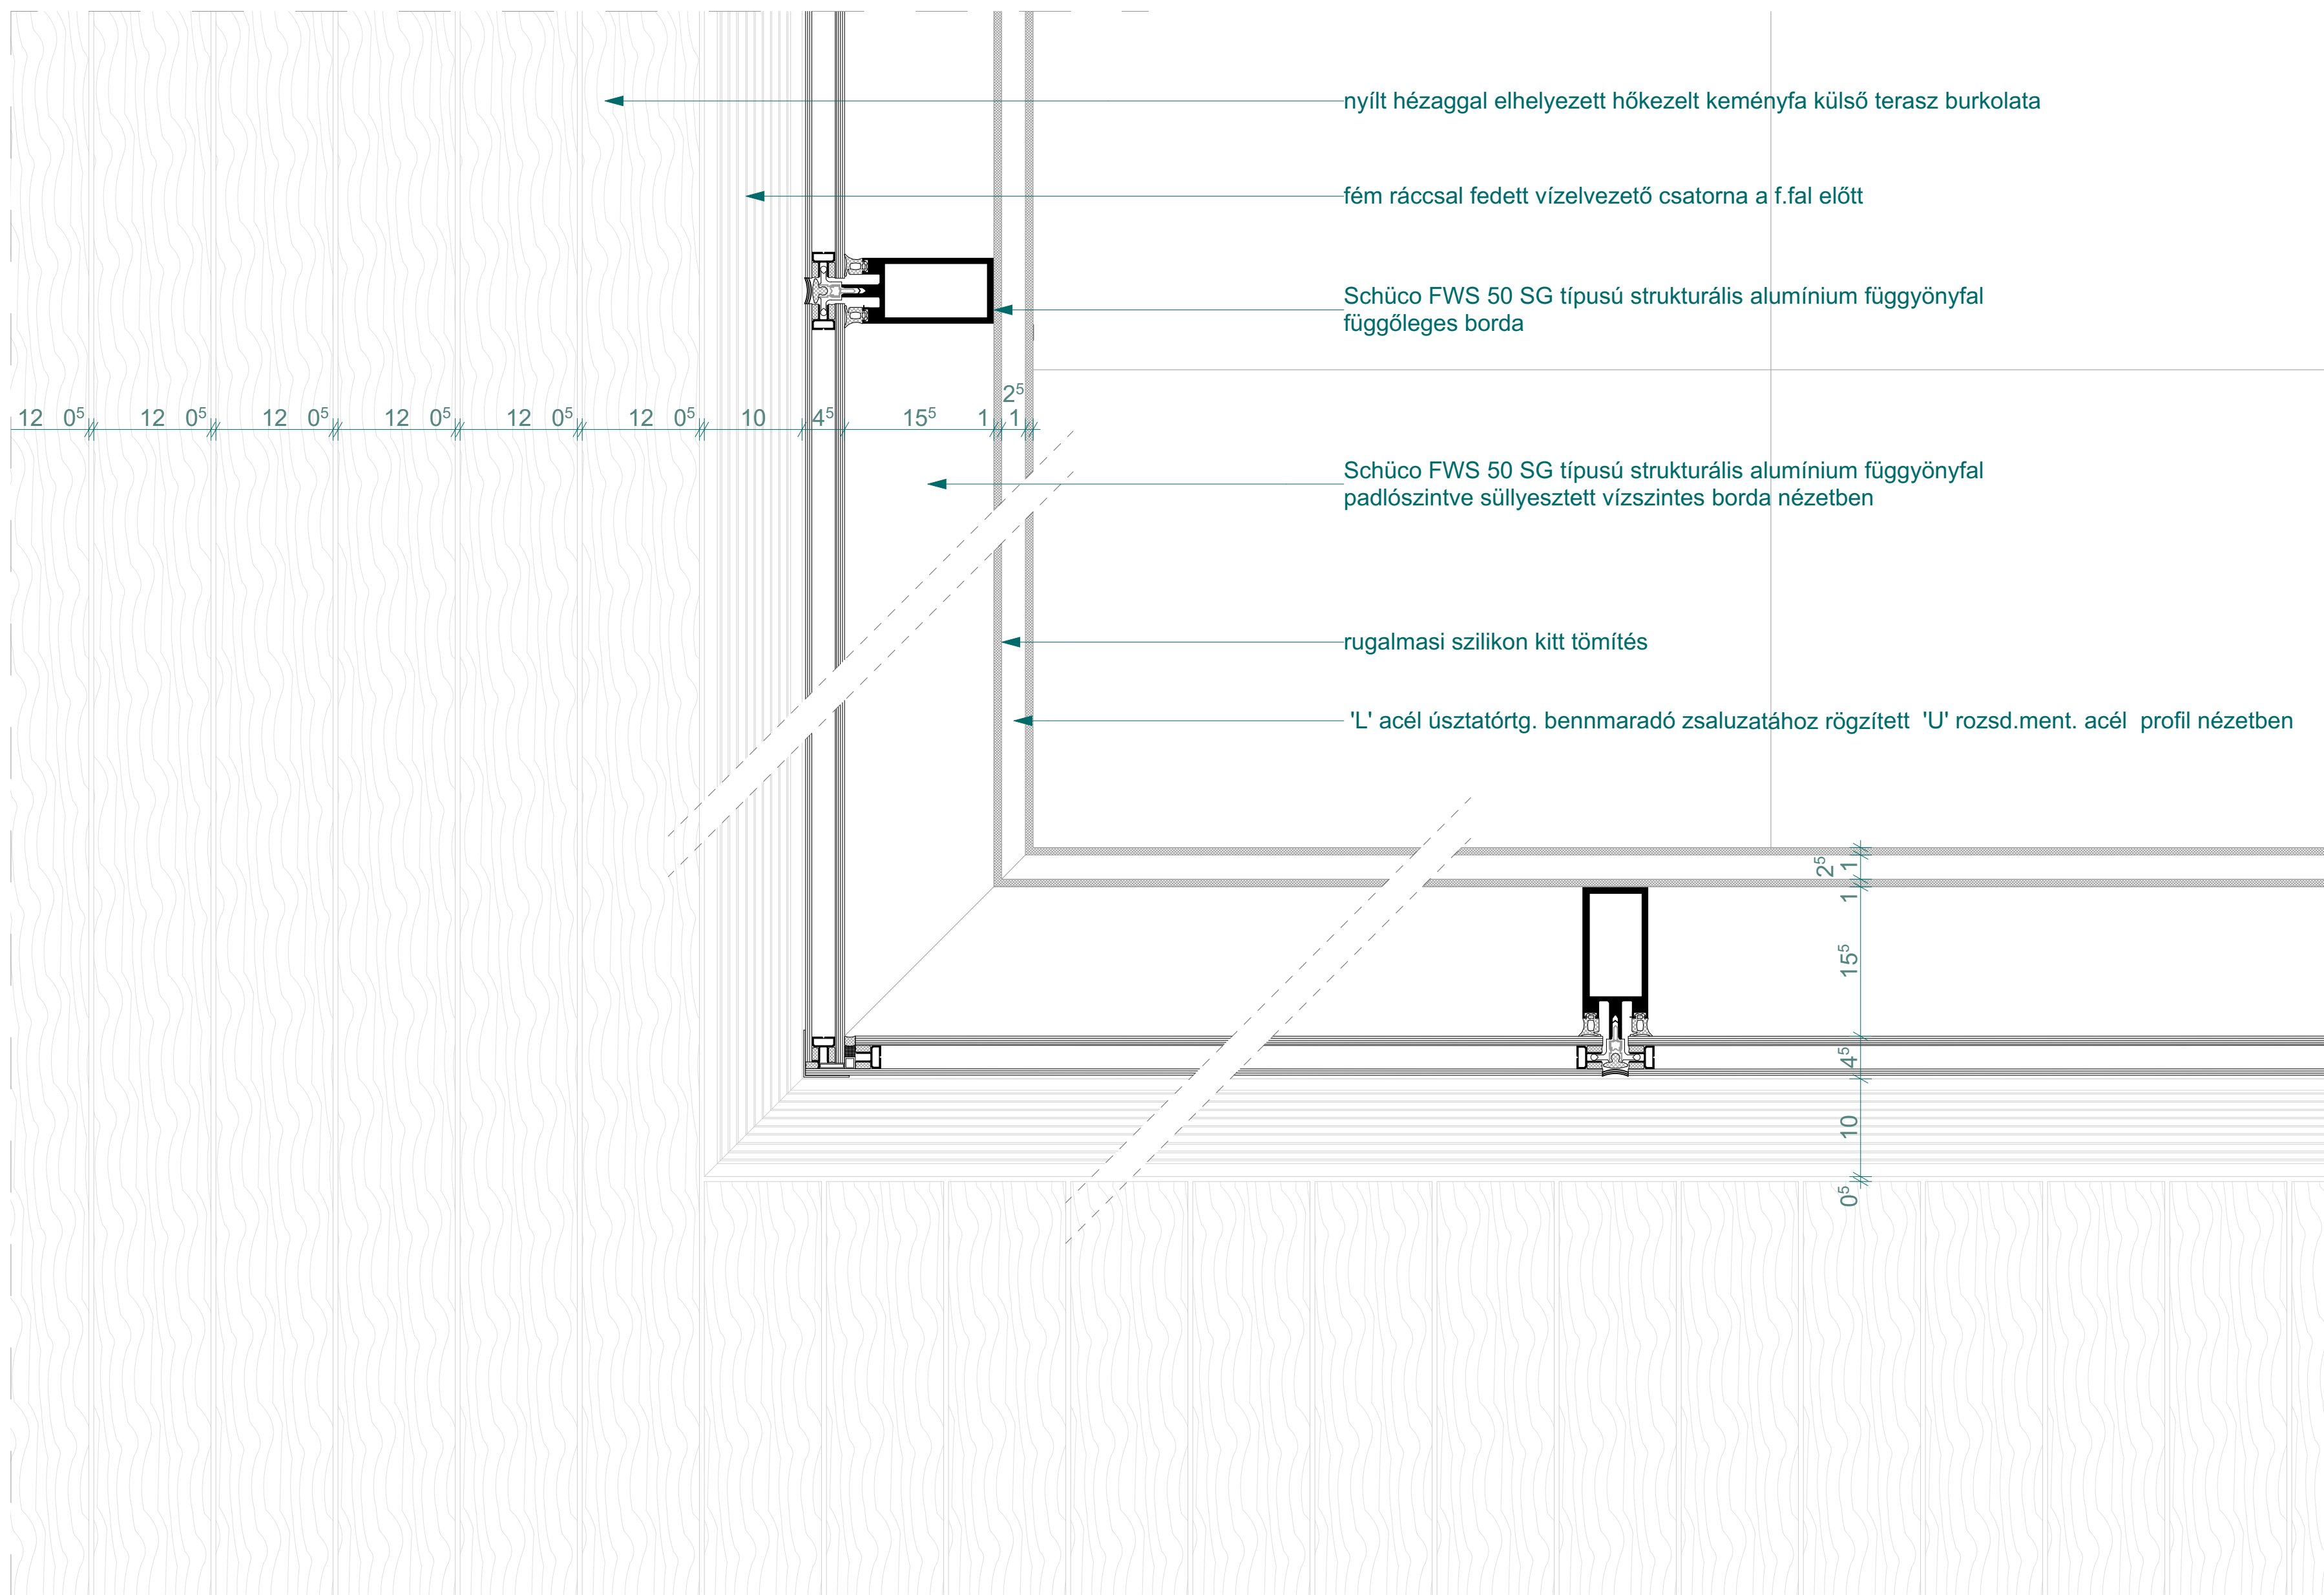 nyílt hézaggal elhelyezett hőkezelt keményfa külső terasz burkolata
fém ráccsal fedett vízelvezető csatorna a f.fal előtt
Schüco FWS 50 SG típusú strukturális alumínium függyönyfal
függőleges borda
2⁵
12 0⁵ 12 0⁵ 12 0⁵ 12 0⁵ 12 0⁵ 12 0⁵ 10 4⁵ 15⁵ 1 1
Schüco FWS 50 SG típusú strukturális alumínium függyönyfal
padlószintve süllyesztett vízszintes borda nézetben
rugalmasi szilikon kitt tömítés
'L' acél úsztatórtg. bennmaradó zsaluzatához rögzített 'U' rozsd.ment. acél profil nézetben
2⁵
0⁵ 10 4⁵ 15⁵ 1 1